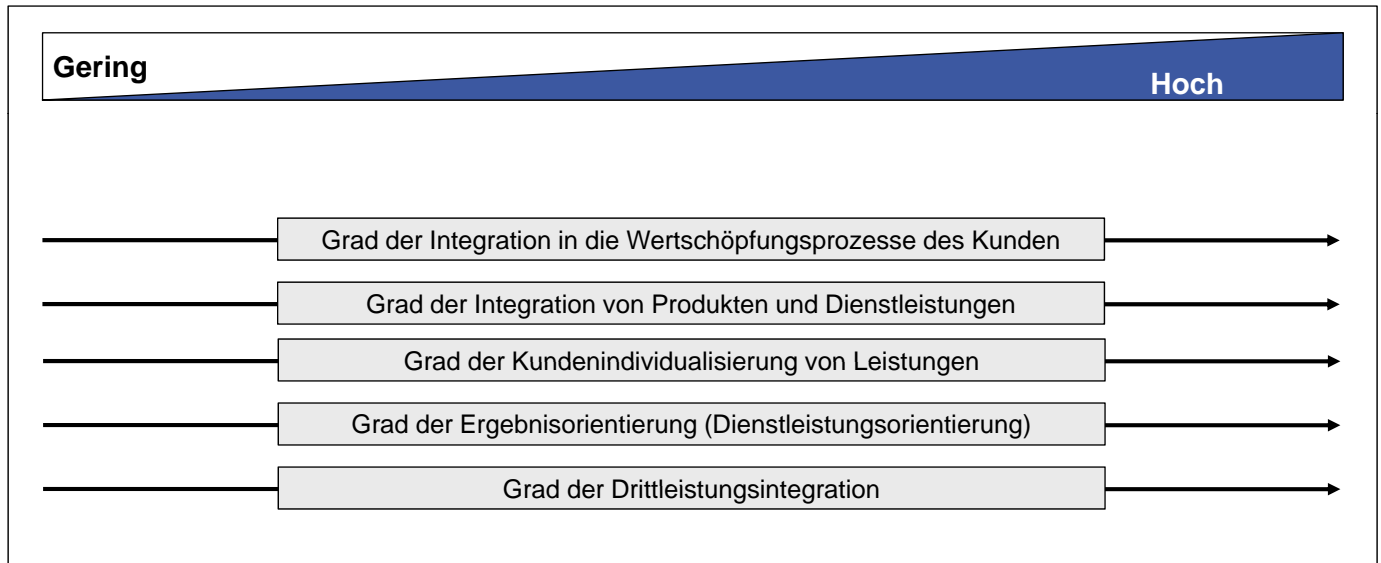 Gering
Hoch
Grad der Integration in die Wertschöpfungsprozesse des Kunden
Grad der Integration von Produkten und Dienstleistungen
Grad der Kundenindividualisierung von Leistungen
Grad der Ergebnisorientierung (Dienstleistungsorientierung)
Grad der Drittleistungsintegration